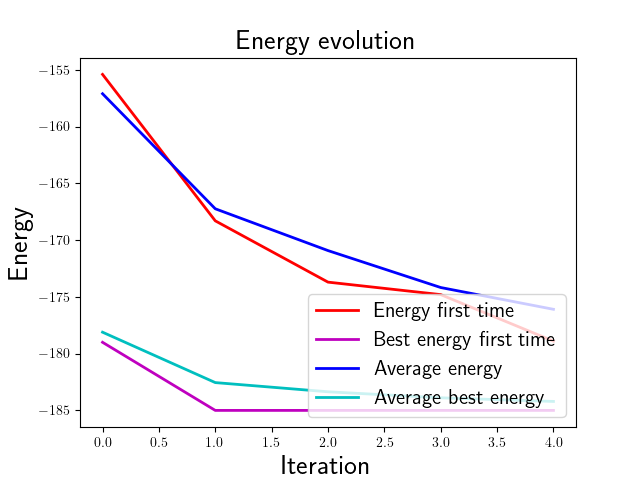 Energy evolution
Energy
−155
−160
−165
−170
−175
−180
−185
Energy first time
Best energy first time
Average energy
Average best energy
0.0 0.5 1.0 1.5 2.0 2.5 3.0 3.5 4.0
Iteration